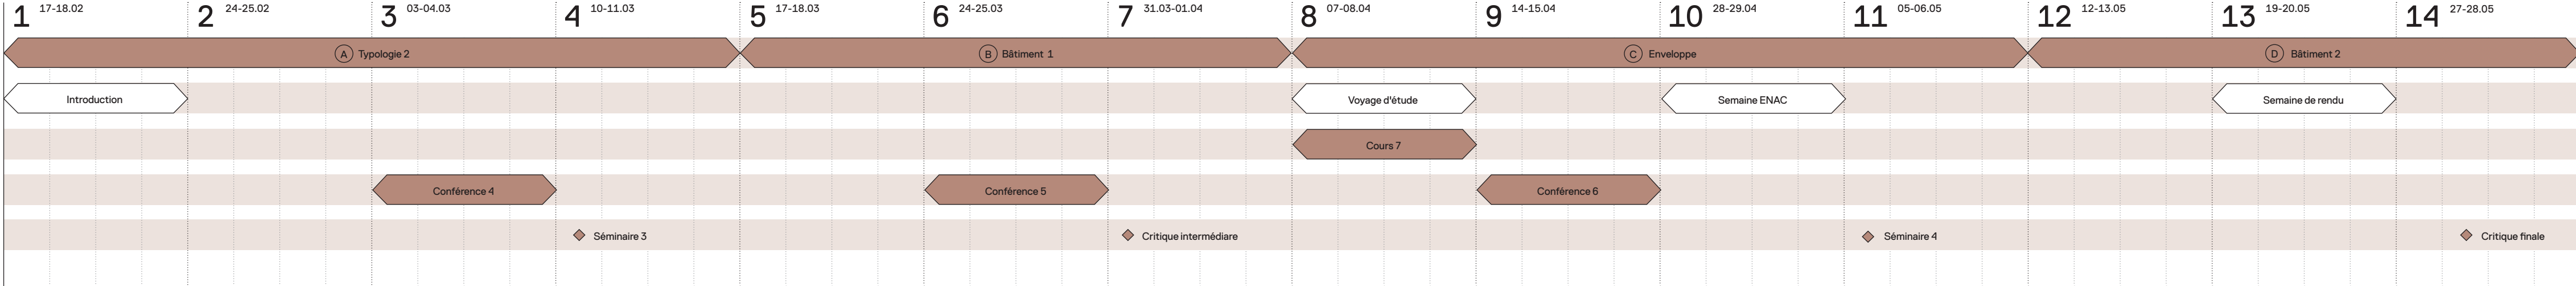 1 17-18.02 2 24-25.02 3 03-04.03 4 10-11.03 5 17-18.03 6 24-25.03 7 31.03-01.04 8 07-08.04 9 14-15.04 10 28-29.04 11 05-06.05 12 12-13.05 13 19-20.05 14 27-28.05
A Typologie 2 B Bâtiment 1 C Enveloppe D Bâtiment 2
Introduction Voyage d'étude Semaine ENAC Semaine de rendu
Cours 7
Conférence 4 Conférence 5 Conférence 6
Séminaire 3 Critique intermédiare Séminaire 4 Critique finale